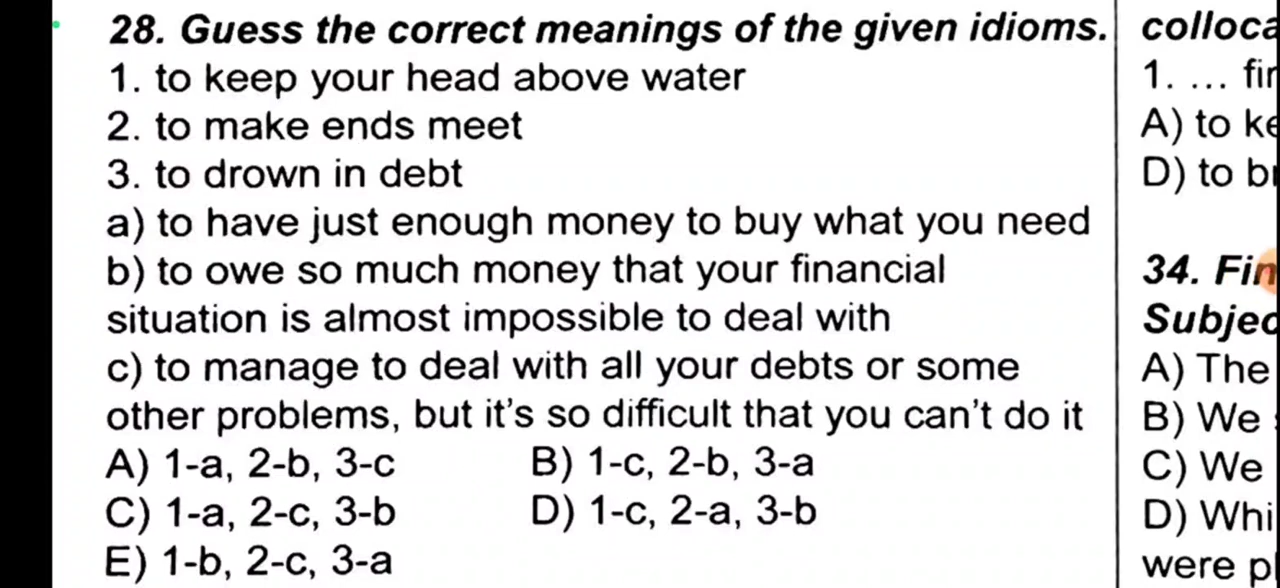 28. Guess the correct meanings of the given idioms.
1. to keep your head above water
2. to make ends meet
3. to drown in debt
a) to have just enough money to buy what you need
b) to owe so much money that your financial
situation is almost impossible to deal with
c) to manage to deal with all your debts or some
other problems, but it's so difficult that you can't do it
A) 1-a, 2-b, 3-c B) 1-c, 2-b, 3-a
C) 1-a, 2-c, 3-b D) 1-c, 2-a, 3-b
E) 1-b, 2-c, 3-a
1. ...
A) to
D) to
34.
A) The
B) We
C) We
D)
were